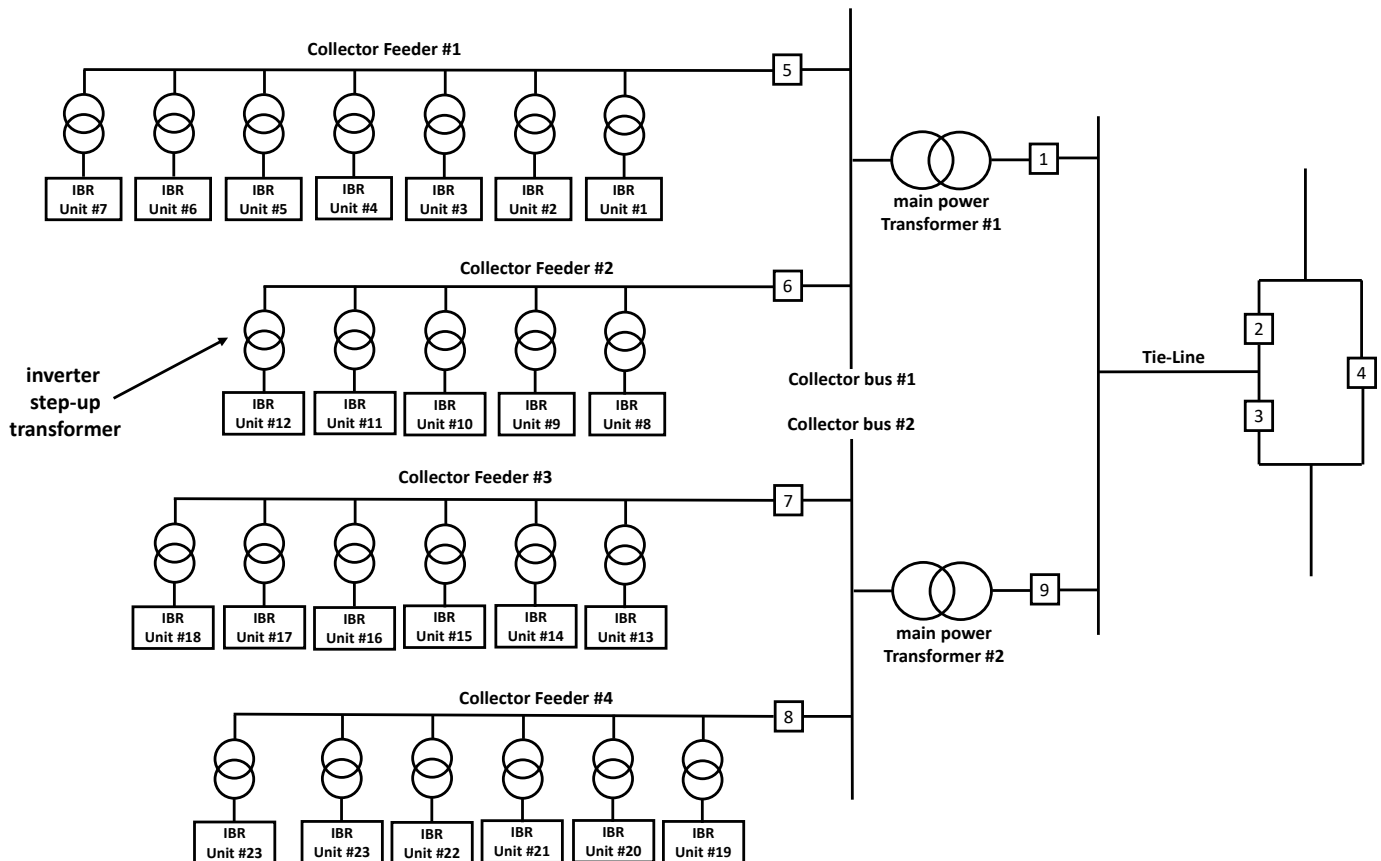 Collector Feeder #1
5
IBR
Unit #7
IBR
Unit #6
IBR
Unit #5
IBR
Unit #4
IBR
Unit #3
IBR
Unit #2
IBR
Unit #1
1
main power
Transformer #1
Collector Feeder #2
6
inverter
step-up
transformer
IBR
Unit #12
IBR
Unit #11
IBR
Unit #10
IBR
Unit #9
IBR
Unit #8
Collector bus #1
Collector bus #2
Tie-Line
2
3
4
Collector Feeder #3
7
IBR
Unit #18
IBR
Unit #17
IBR
Unit #16
IBR
Unit #15
IBR
Unit #14
IBR
Unit #13
9
main power
Transformer #2
Collector Feeder #4
8
IBR
Unit #23
IBR
Unit #23
IBR
Unit #22
IBR
Unit #21
IBR
Unit #20
IBR
Unit #19